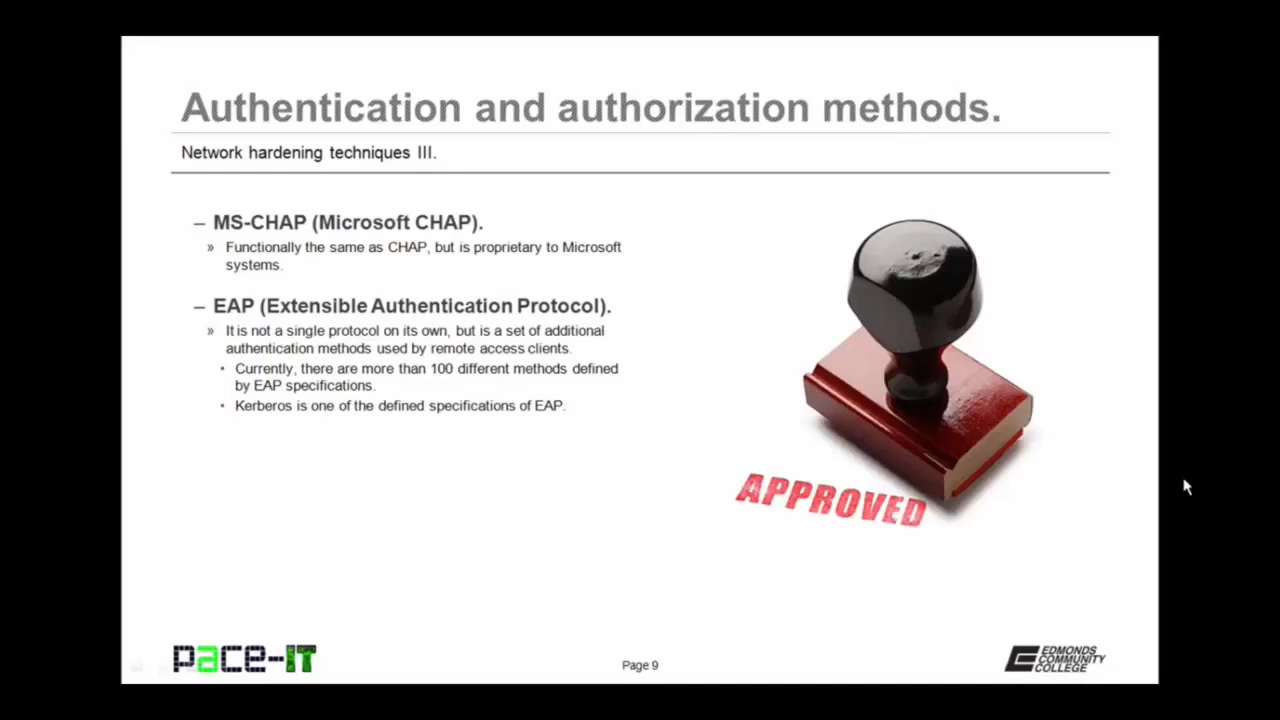 Authentication and authorization methods.
Network hardening techniques III.
– MS-CHAP (Microsoft CHAP).
» Functionally the same as CHAP, but is proprietary to Microsoft
systems.
– EAP (Extensible Authentication Protocol).
» It is not a single protocol on its own, but is a set of additional
authentication methods used by remote access clients.
• Currently, there are more than 100 different methods defined
by EAP specifications.
• Kerberos is one of the defined specifications of EAP.
APPROVED
pace-IT
Page 9
EDMONDS
COMMUNITY
COLLEGE